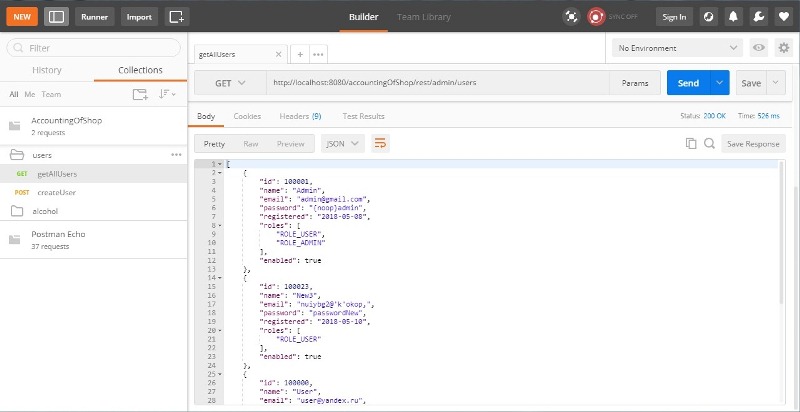 NEW Runner Import Builder Team Library SYNC OFF Sign In
Filter
History Collections
All Me Team
AccountingOfShop
2 requests
users
GET getAllUsers
POST createUser
alcohol
Postman Echo
37 requests
getAllUsers No Environment
GET http://localhost:8080/accountingOfShop/rest/admin/users Params Send Save
Body Cookies Headers (9) Test Results Status: 200 OK Time: 526 ms
Pretty Raw Preview JSON Save Response
1 [
2 {
3 "id": 100001,
4 "name": "Admin",
5 "email": "admin@gmail.com",
6 "password": "{noop}admin",
7 "registered": "2018-05-08",
8 "roles": [
9 "ROLE_USER",
10 "ROLE_ADMIN"
11 ],
12 "enabled": true
13 },
14 {
15 "id": 100023,
16 "name": "New3",
17 "email": "nuiybg2@'k'okop,",
18 "password": "passwordNew",
19 "registered": "2018-05-10",
20 "roles": [
21 "ROLE_USER"
22 ],
23 "enabled": true
24 },
25 {
26 "id": 100000,
27 "name": "User",
28 "email": "user@yandex.ru",